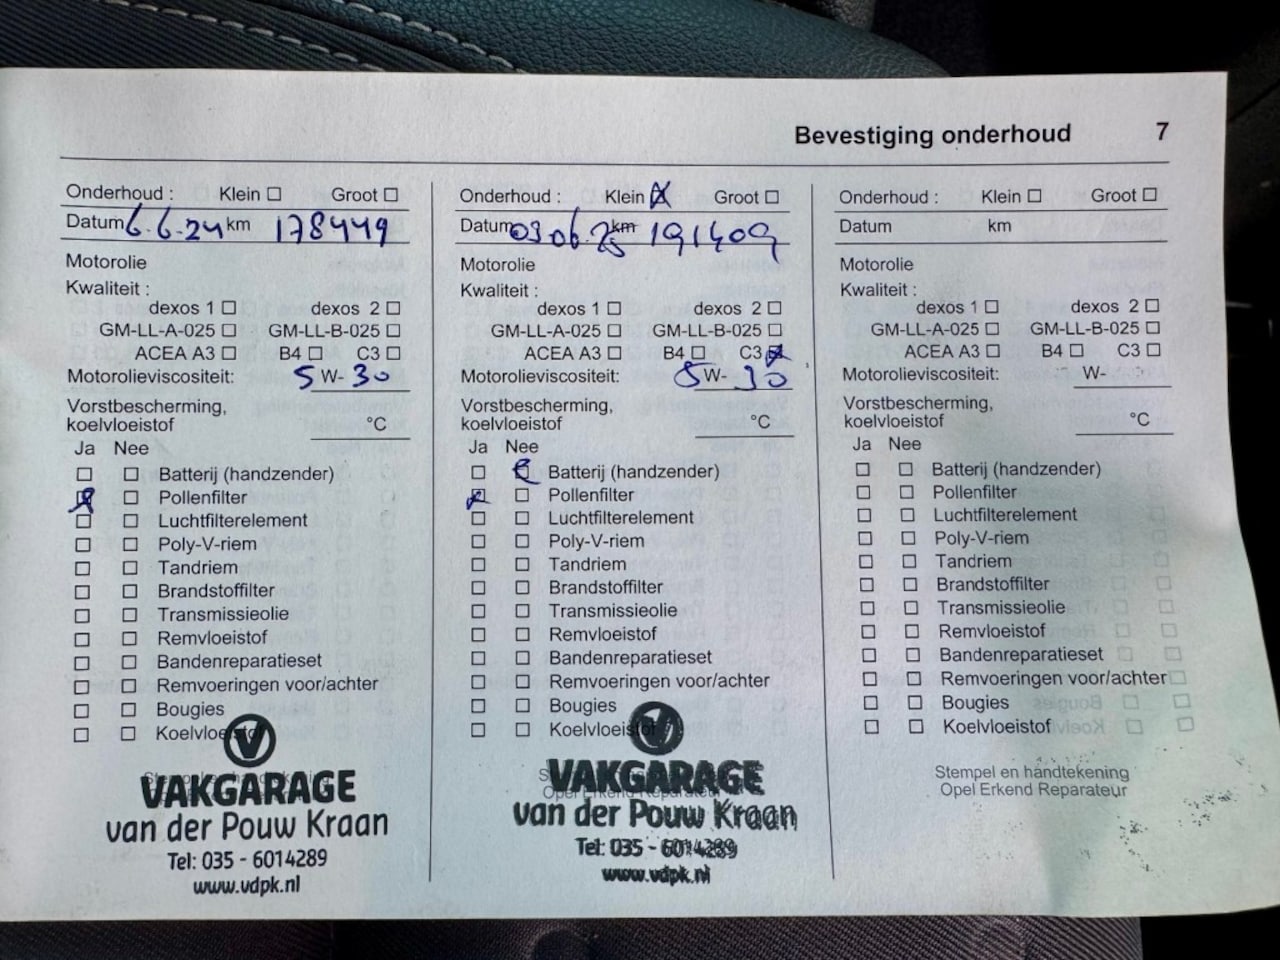 Bevestiging onderhoud 7
Onderhoud : Klein ☐ Groot ☐
Datum 6.6.24 km 178449
Motorolie
Kwaliteit :
dexos 1 ☐ dexos 2 ☐
GM-LL-A-025 ☐ GM-LL-B-025 ☐
ACEA A3 ☐ B4 ☐ C3 ☐
Motorolieviscositeit: 5 W- 30
Vorstbescherming,
koelvloeistof °C
Ja Nee
☐ ☐ Batterij (handzender)
☒ ☐ Pollenfilter
☐ ☐ Luchtfilterelement
☐ ☐ Poly-V-riem
☐ ☐ Tandriem
☐ ☐ Brandstoffilter
☐ ☐ Transmissieolie
☐ ☐ Remvloeistof
☐ ☐ Bandenreparatieset
☐ ☐ Remvoeringen voor/achter
☐ ☐ Bougies
☐ ☐ Koelvloeistof
VAKGARAGE
van der Pouw Kraan
Tel: 035 - 6014289
www.vdpk.nl
Onderhoud : Klein ☒ Groot ☐
Datum 03 06 25 km 191409
Motorolie
Kwaliteit :
dexos 1 ☐ dexos 2 ☐
GM-LL-A-025 ☐ GM-LL-B-025 ☐
ACEA A3 ☐ B4 ☐ C3 ☒
Motorolieviscositeit: 5 W- 30
Vorstbescherming,
koelvloeistof °C
Ja Nee
☐ ☒ Batterij (handzender)
☒ ☐ Pollenfilter
☐ ☐ Luchtfilterelement
☐ ☐ Poly-V-riem
☐ ☐ Tandriem
☐ ☐ Brandstoffilter
☐ ☐ Transmissieolie
☐ ☐ Remvloeistof
☐ ☐ Bandenreparatieset
☐ ☐ Remvoeringen voor/achter
☐ ☐ Bougies
☐ ☐ Koelvloeistof
Opel Erkend Reparateur
VAKGARAGE
van der Pouw Kraan
Tel: 035 - 6014289
www.vdpk.nl
Onderhoud : Klein ☐ Groot ☐
Datum km
Motorolie
Kwaliteit :
dexos 1 ☐ dexos 2 ☐
GM-LL-A-025 ☐ GM-LL-B-025 ☐
ACEA A3 ☐ B4 ☐ C3 ☐
Motorolieviscositeit: W-
Vorstbescherming,
koelvloeistof °C
Ja Nee
☐ ☐ Batterij (handzender)
☐ ☐ Pollenfilter
☐ ☐ Luchtfilterelement
☐ ☐ Poly-V-riem
☐ ☐ Tandriem
☐ ☐ Brandstoffilter
☐ ☐ Transmissieolie
☐ ☐ Remvloeistof
☐ ☐ Bandenreparatieset
☐ ☐ Remvoeringen voor/achter
☐ ☐ Bougies
☐ ☐ Koelvloeistof
Stempel en handtekening
Opel Erkend Reparateur